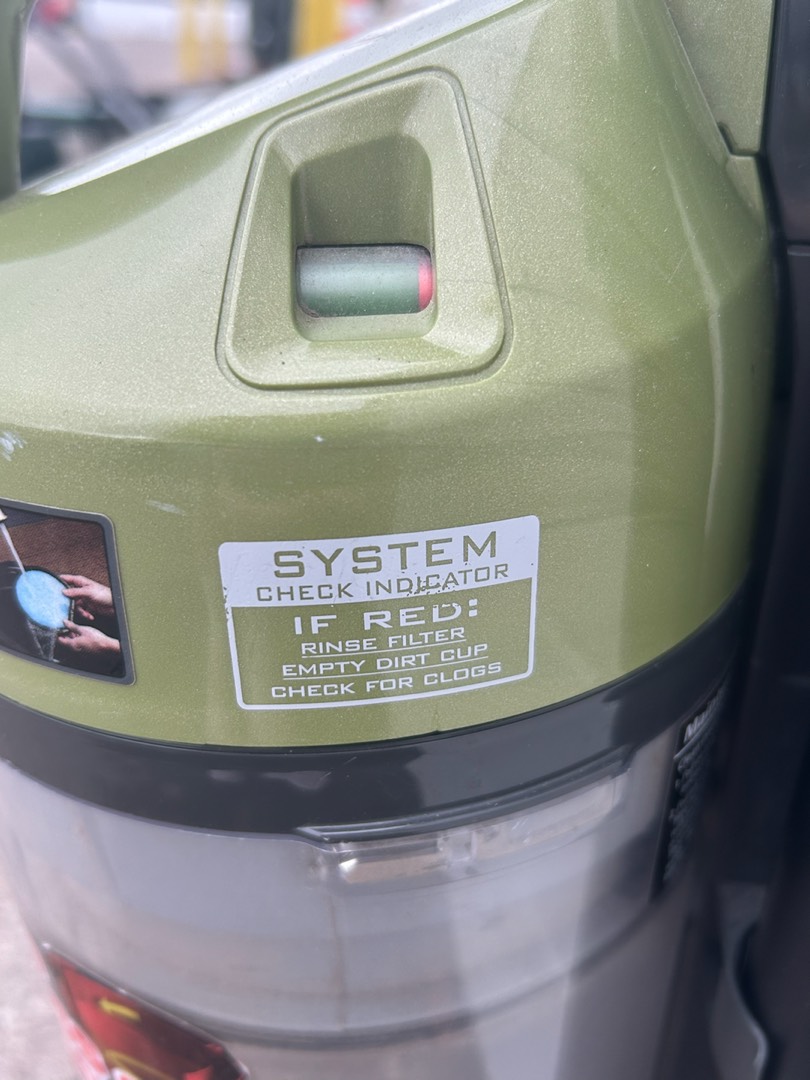 SYSTEM
CHECK INDICATOR
IF RED:
RINSE FILTER
EMPTY DIRT CUP
CHECK FOR CLOGS